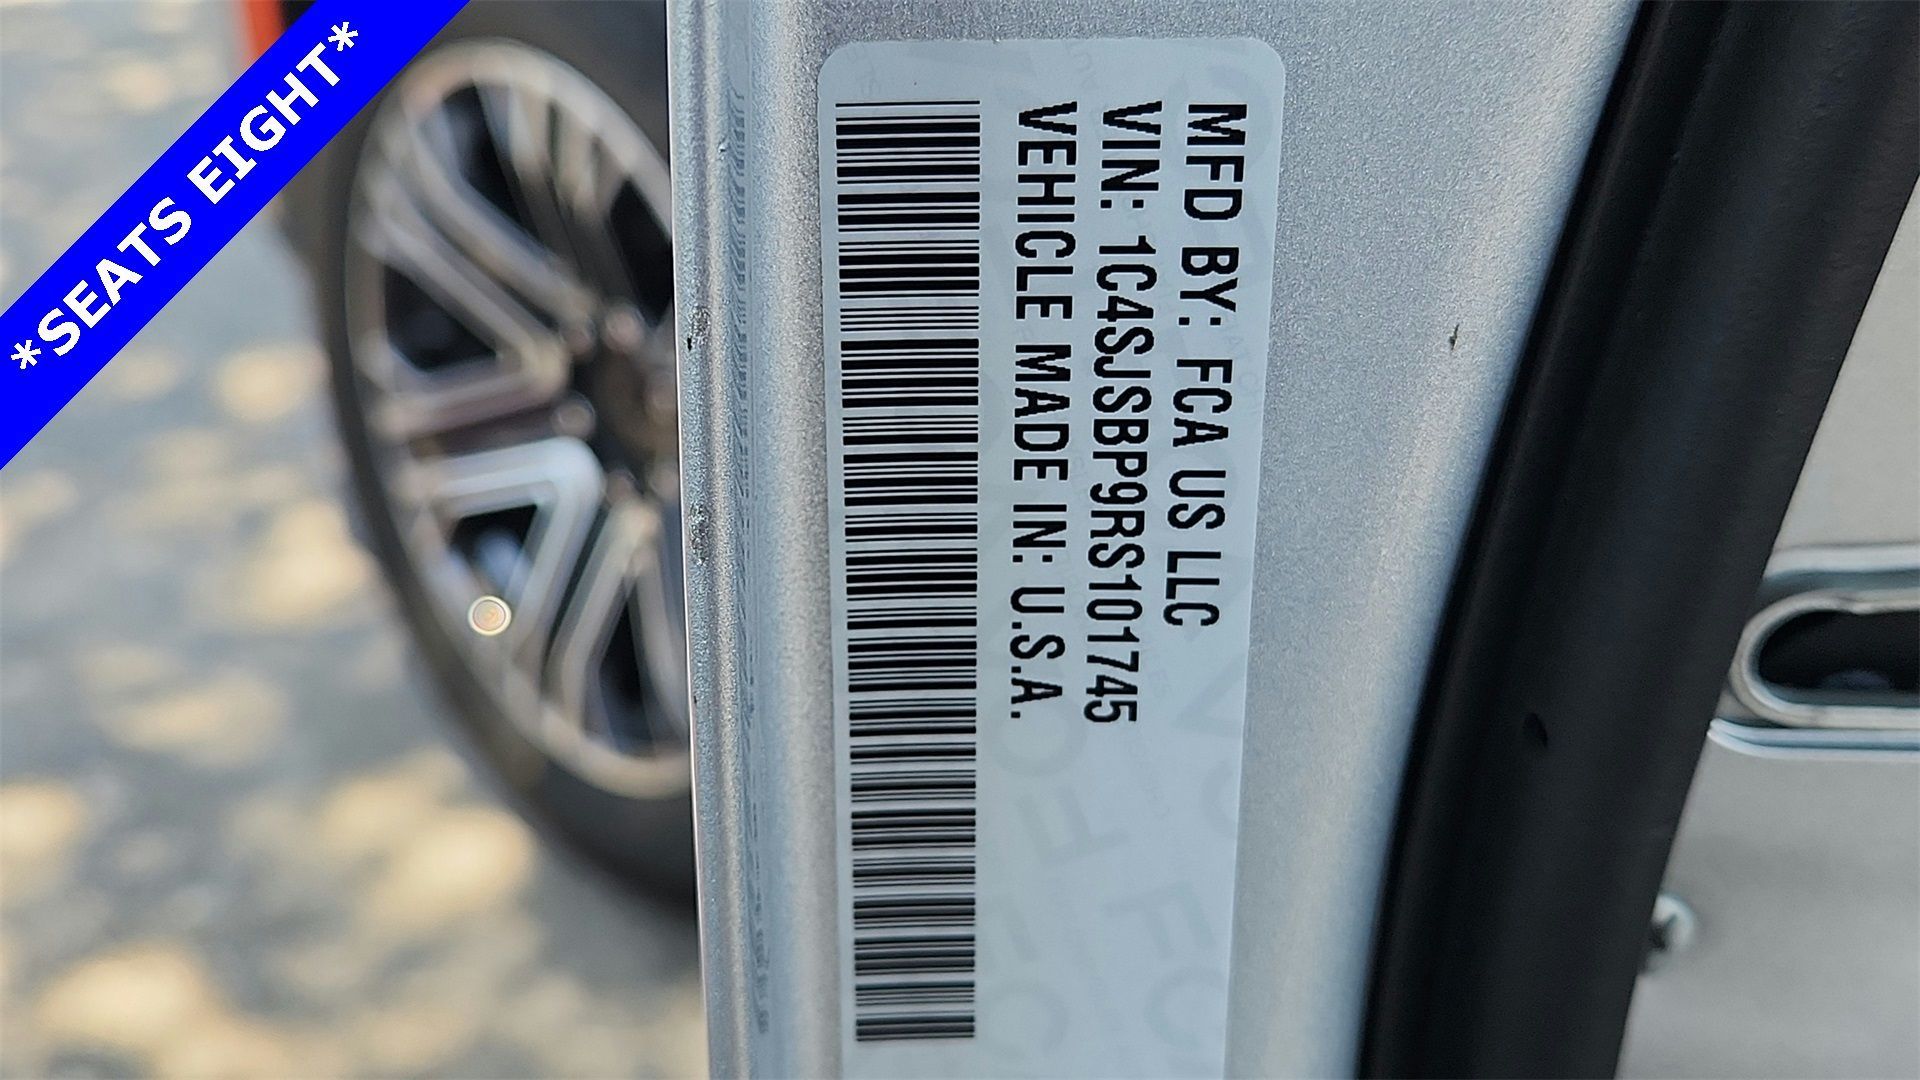 *SEATS EIGHT*
MFD BY: FCA US LLC
VIN: 1C4SJSBP9RS101745
VEHICLE MADE IN: U.S.A.